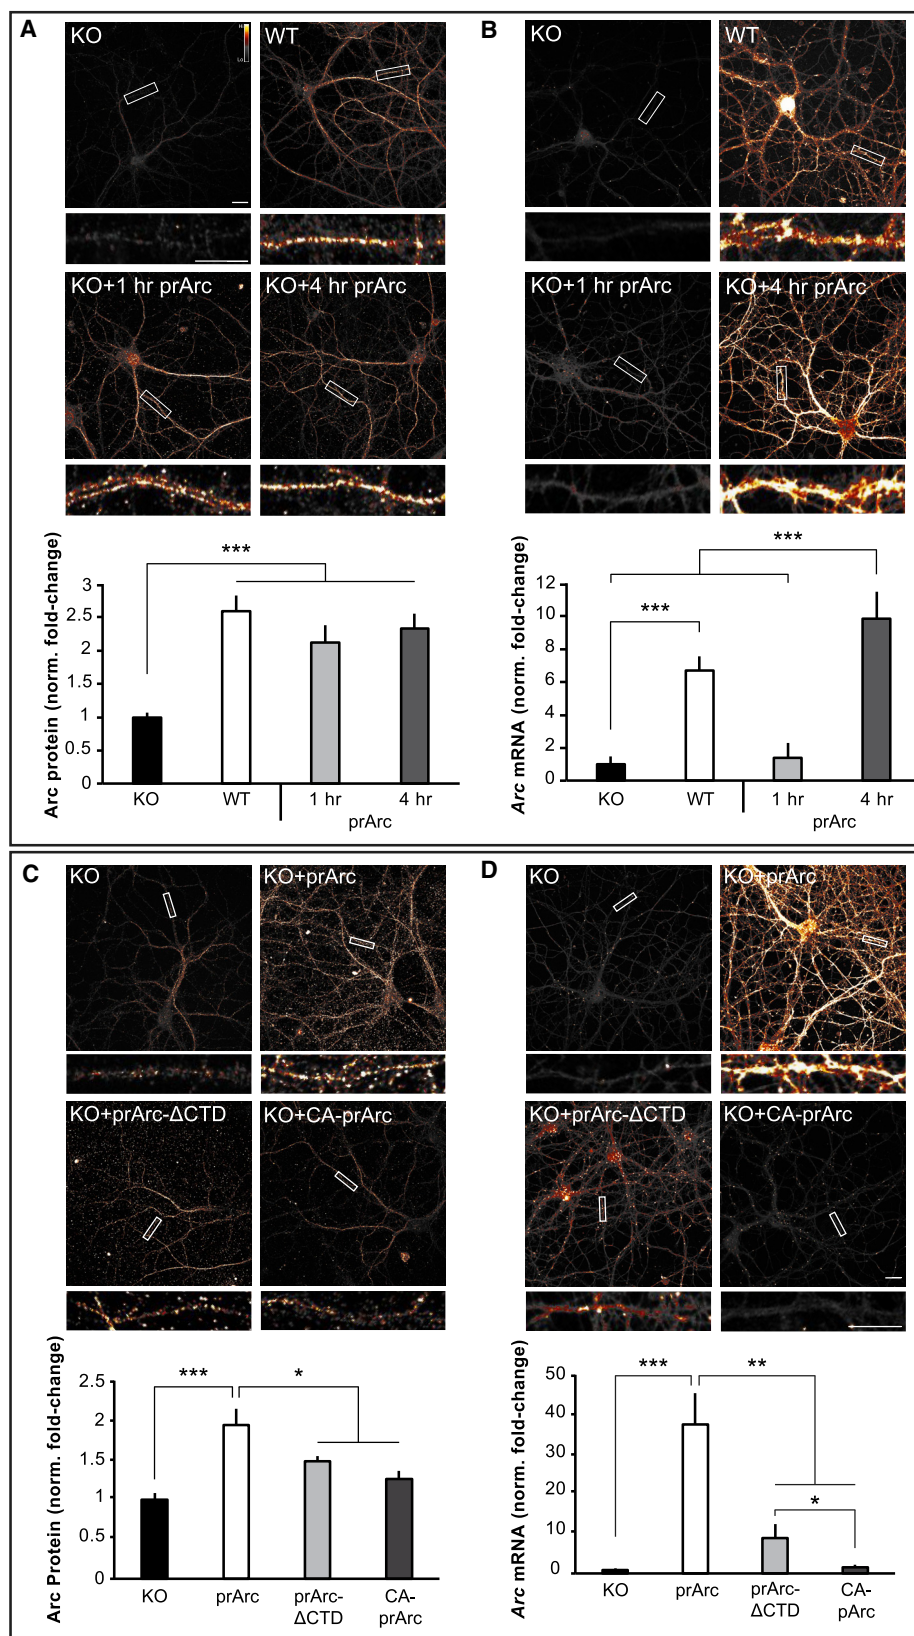 A
KO
Hi
Lo
WT
KO+1 hr prArc
KO+4 hr prArc
Arc protein (norm. fold-change)
3
2.5
2
1
0.5
0
***
KO
WT
1 hr
4 hr
prArc
B
KO
WT
KO+1 hr prArc
KO+4 hr prArc
Arc mRNA (norm. fold-change)
12
10
8
6
4
2
0
***
***
KO
WT
1 hr
4 hr
prArc
C
KO
KO+prArc
KO+prArc-ΔCTD
KO+CA-prArc
Arc Protein (norm. fold-change)
2.5
2
1.5
1
0.5
0
***
*
KO
prArc
prArc-
ΔCTD
CA-
prArc
D
KO
KO+prArc
KO+prArc-ΔCTD
KO+CA-prArc
Arc mRNA (norm. fold-change)
50
40
30
20
10
0
***
**
*
KO
prArc
prArc-
ΔCTD
CA-
pArc